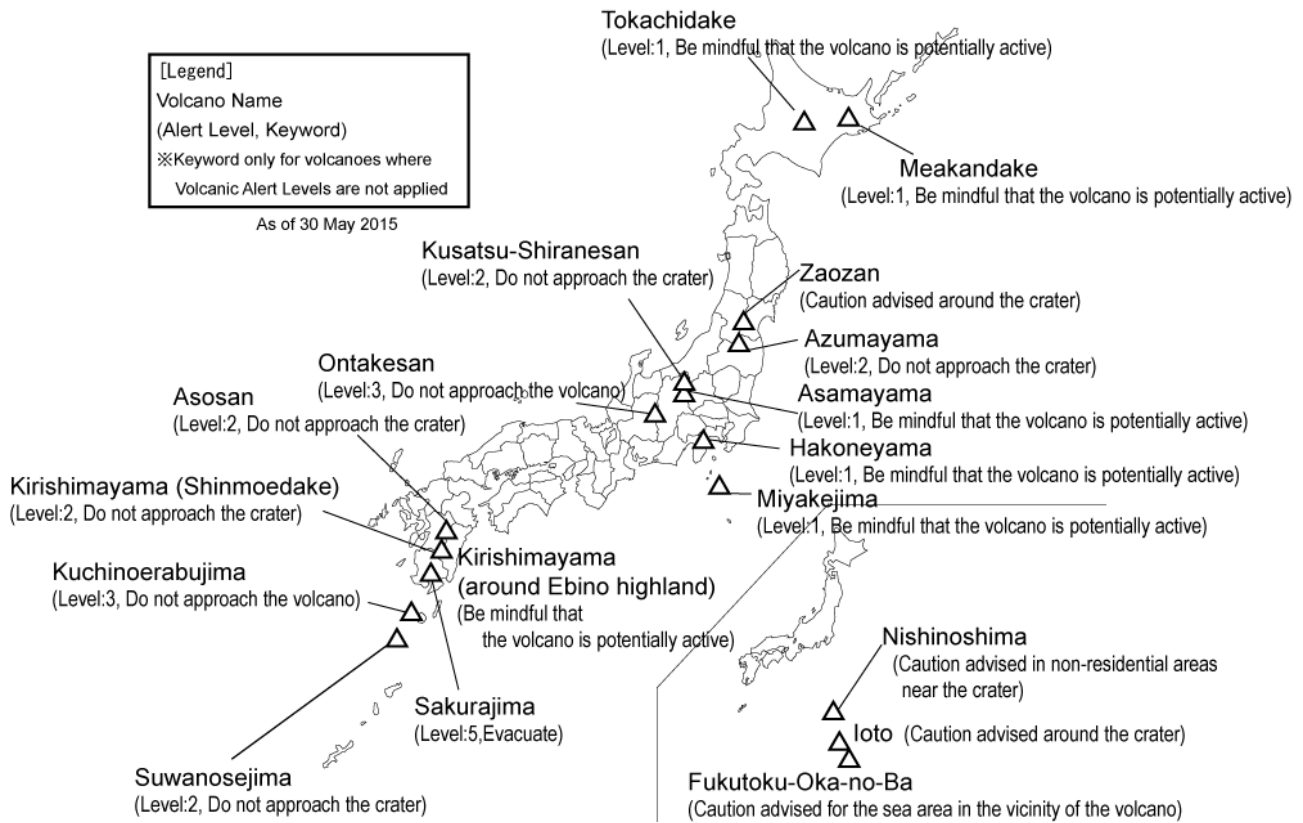 Tokachidake
(Level:1, Be mindful that the volcano is potentially active)
[Legend]
Volcano Name
(Alert Level, Keyword)
※Keyword only for volcanoes where
Volcanic Alert Levels are not applied
As of 30 May 2015
Meakandake
(Level:1, Be mindful that the volcano is potentially active)
Kusatsu-Shiranesan
(Level:2, Do not approach the crater)
Zaozan
(Caution advised around the crater)
Azumayama
(Level:2, Do not approach the crater)
Ontakesan
(Level:3, Do not approach the volcano)
Asamayama
(Level:1, Be mindful that the volcano is potentially active)
Asosan
(Level:2, Do not approach the crater)
Hakoneyama
(Level:1, Be mindful that the volcano is potentially active)
Kirishimayama (Shinmoedake)
(Level:2, Do not approach the crater)
Miyakejima
(Level:1, Be mindful that the volcano is potentially active)
Kirishimayama
(around Ebino highland)
(Be mindful that
the volcano is potentially active)
Kuchinoerabujima
(Level:3, Do not approach the volcano)
Nishinoshima
(Caution advised in non-residential areas
near the crater)
Sakurajima
(Level:5,Evacuate)
Ioto (Caution advised around the crater)
Suwanosejima
(Level:2, Do not approach the crater)
Fukutoku-Oka-no-Ba
(Caution advised for the sea area in the vicinity of the volcano)